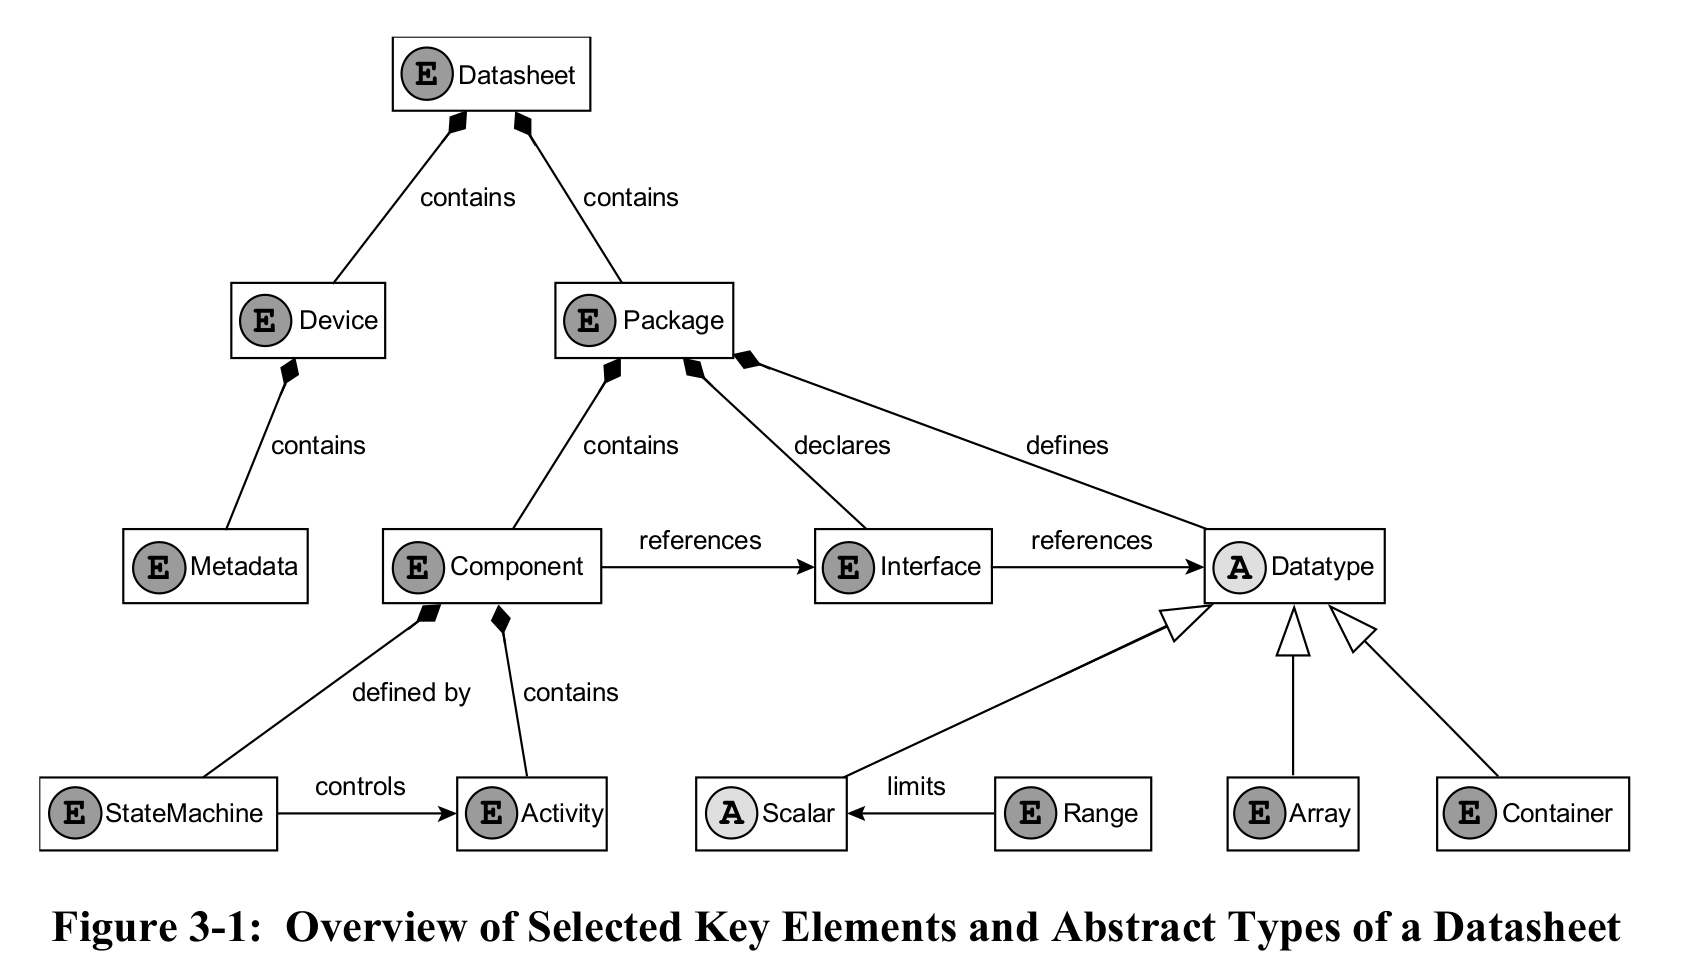 E Datasheet
contains
contains
E Device
E Package
contains
contains
declares
defines
E Metadata
E Component
references
E Interface
references
A Datatype
defined by
contains
E StateMachine
controls
E Activity
A Scalar
limits
E Range
E Array
E Container
Figure 3-1: Overview of Selected Key Elements and Abstract Types of a Datasheet